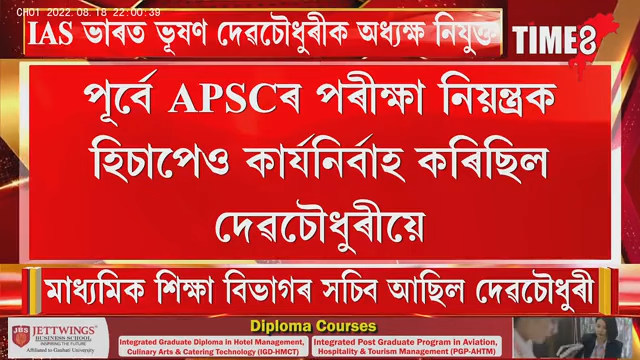 CH01 2022.08.18 22:00:39
IAS ভাৰত ভূষণ দেৱচৌধুৰীক অধ্যক্ষ নিযুক্ত
TIME8
পূৰ্বে APSCৰ পৰীক্ষা নিয়ন্ত্ৰক
হিচাপেও কাৰ্যনিৰ্বাহ কৰিছিল
দেৱচৌধুৰীয়ে
মাধ্যমিক শিক্ষা বিভাগৰ সচিব আছিল দেৱচৌধুৰী
Diploma Courses
JBS JETTWINGS
BUSINESS SCHOOL
INSPIRING THE FUTURE
Affiliated to Gauhati University
Integrated Graduate Diploma in Hotel Management,
Culinary Arts & Catering Technology (IGD-HMCT)
Integrated Post Graduate Program in Aviation,
Hospitality & Tourism Management (PGP-AHTM)